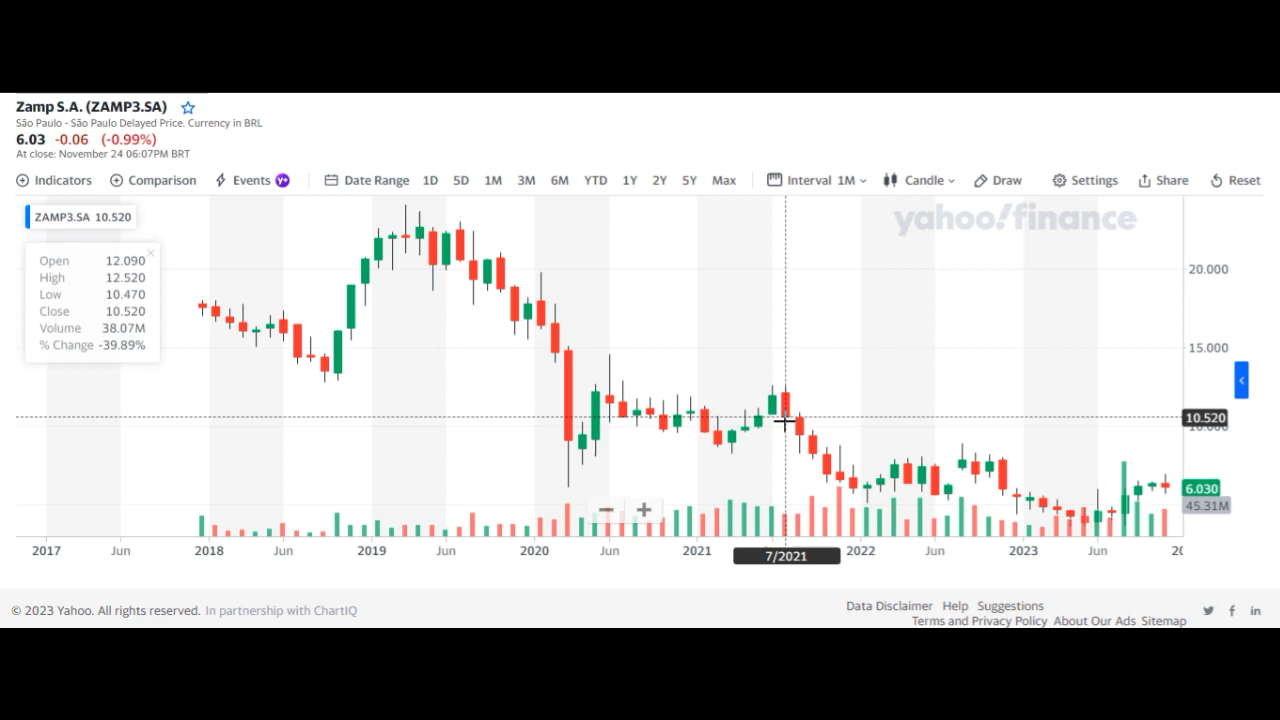 Zamp S.A. (ZAMP3.SA)
São Paulo - São Paulo Delayed Price. Currency in BRL
6.03 -0.06 (-0.99%)
At close: November 24 06:07PM BRT
Indicators Comparison Events Y+ Date Range 1D 5D 1M 3M 6M YTD 1Y 2Y 5Y Max Interval 1M Candle Draw Settings Share Reset
ZAMP3.SA 10.520
yahoo!finance
Open 12.090
High 12.520
Low 10.470
Close 10.520
Volume 38.07M
% Change -39.89%
20.000
15.000
10.520
10.000
6.030
45.31M
2017 Jun 2018 Jun 2019 Jun 2020 Jun 2021 7/2021 2022 Jun 2023 Jun
© 2023 Yahoo. All rights reserved. In partnership with ChartIQ
Data Disclaimer Help Suggestions
Terms and Privacy Policy About Our Ads Sitemap